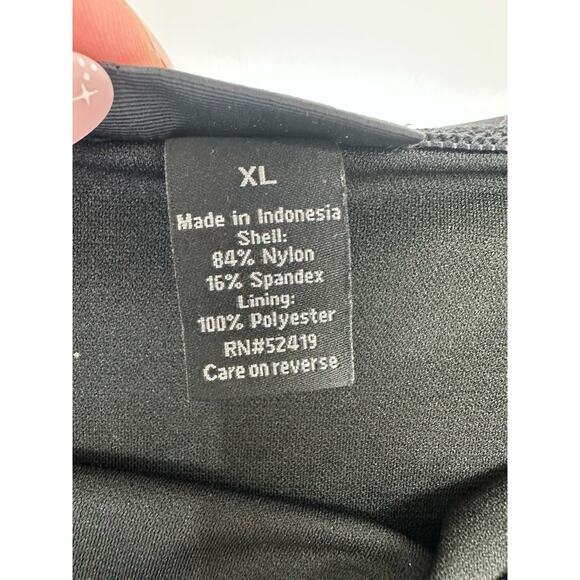 XL
Made in Indonesia
Shell:
84% Nylon
16% Spandex
Lining:
100% Polyester
RN#52419
Care on reverse